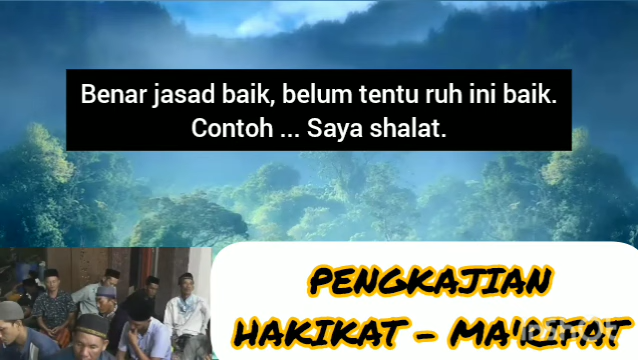 Benar jasad baik, belum tentu ruh ini baik.
Contoh ... Saya shalat.
PENGKAJIAN
HAKIKAT - MA'RIFAT